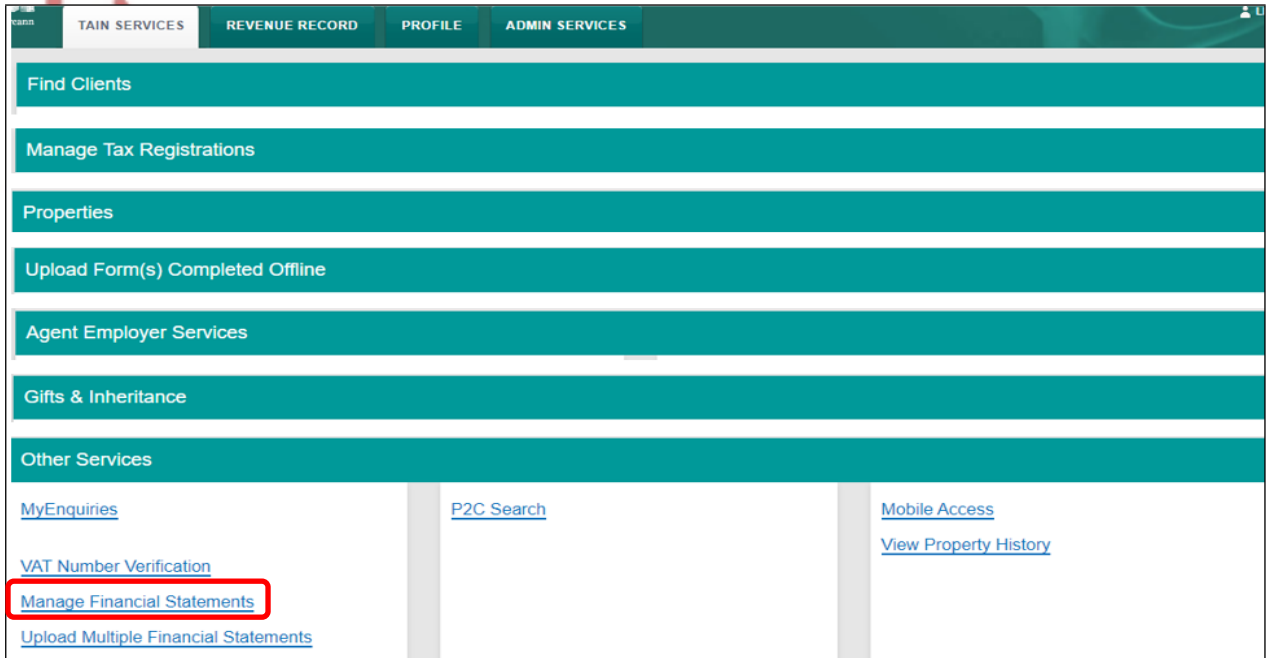 TAIN SERVICES REVENUE RECORD PROFILE ADMIN SERVICES
Find Clients
Manage Tax Registrations
Properties
Upload Form(s) Completed Offline
Agent Employer Services
Gifts & Inheritance
Other Services
MyEnquiries P2C Search Mobile Access
View Property History
VAT Number Verification
Manage Financial Statements
Upload Multiple Financial Statements